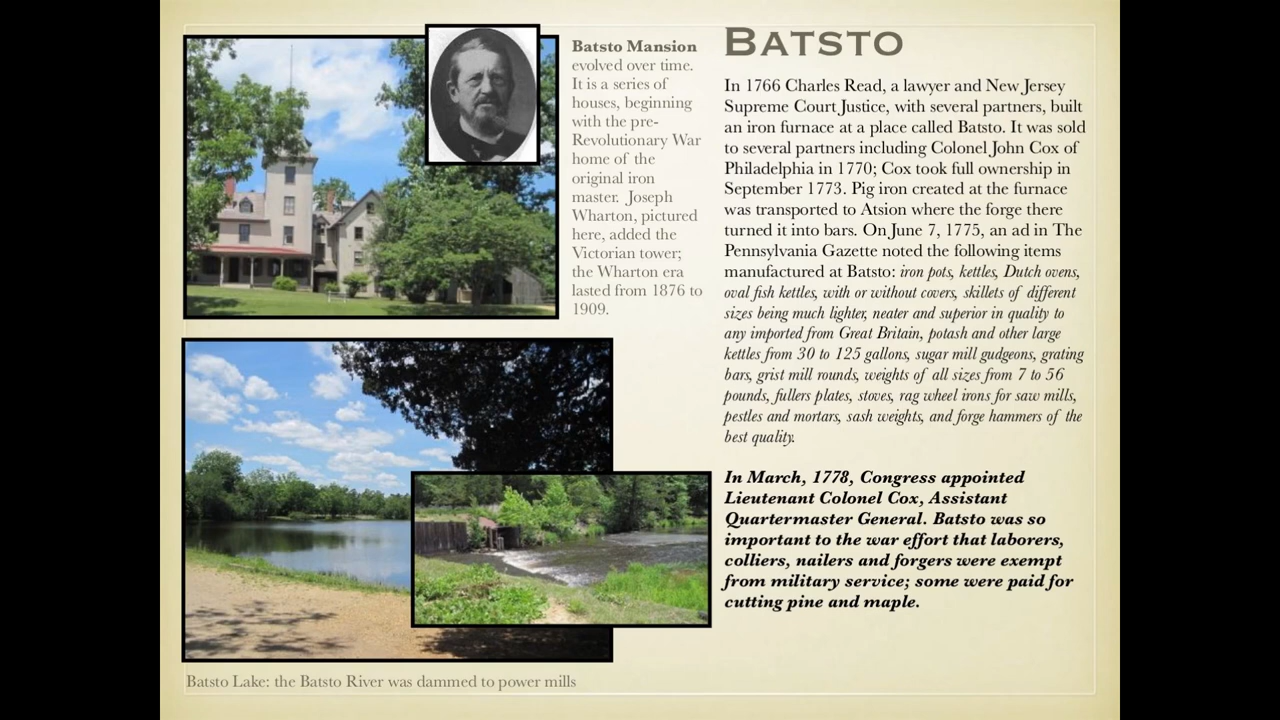 Batsto Mansion
evolved over time.
It is a series of
houses, beginning
with the pre-
Revolutionary War
home of the
original iron
master. Joseph
Wharton, pictured
here, added the
Victorian tower;
the Wharton era
lasted from 1876 to
1909.
BATSTO
In 1766 Charles Read, a lawyer and New Jersey
Supreme Court Justice, with several partners, built
an iron furnace at a place called Batsto. It was sold
to several partners including Colonel John Cox of
Philadelphia in 1770; Cox took full ownership in
September 1773. Pig iron created at the furnace
was transported to Atsion where the forge there
turned it into bars. On June 7, 1775, an ad in The
Pennsylvania Gazette noted the following items
manufactured at Batsto: iron pots, kettles, Dutch ovens,
oval fish kettles, with or without covers, skillets of different
sizes being much lighter, neater and superior in quality to
any imported from Great Britain, potash and other large
kettles from 30 to 125 gallons, sugar mill gudgeons, grating
bars, grist mill rounds, weights of all sizes from 7 to 56
pounds, fullers plates, stoves, rag wheel irons for saw mills,
pestles and mortars, sash weights, and forge hammers of the
best quality.
In March, 1778, Congress appointed
Lieutenant Colonel Cox, Assistant
Quartermaster General. Batsto was so
important to the war effort that laborers,
colliers, nailers and forgers were exempt
from military service; some were paid for
cutting pine and maple.
Batsto Lake: the Batsto River was dammed to power mills